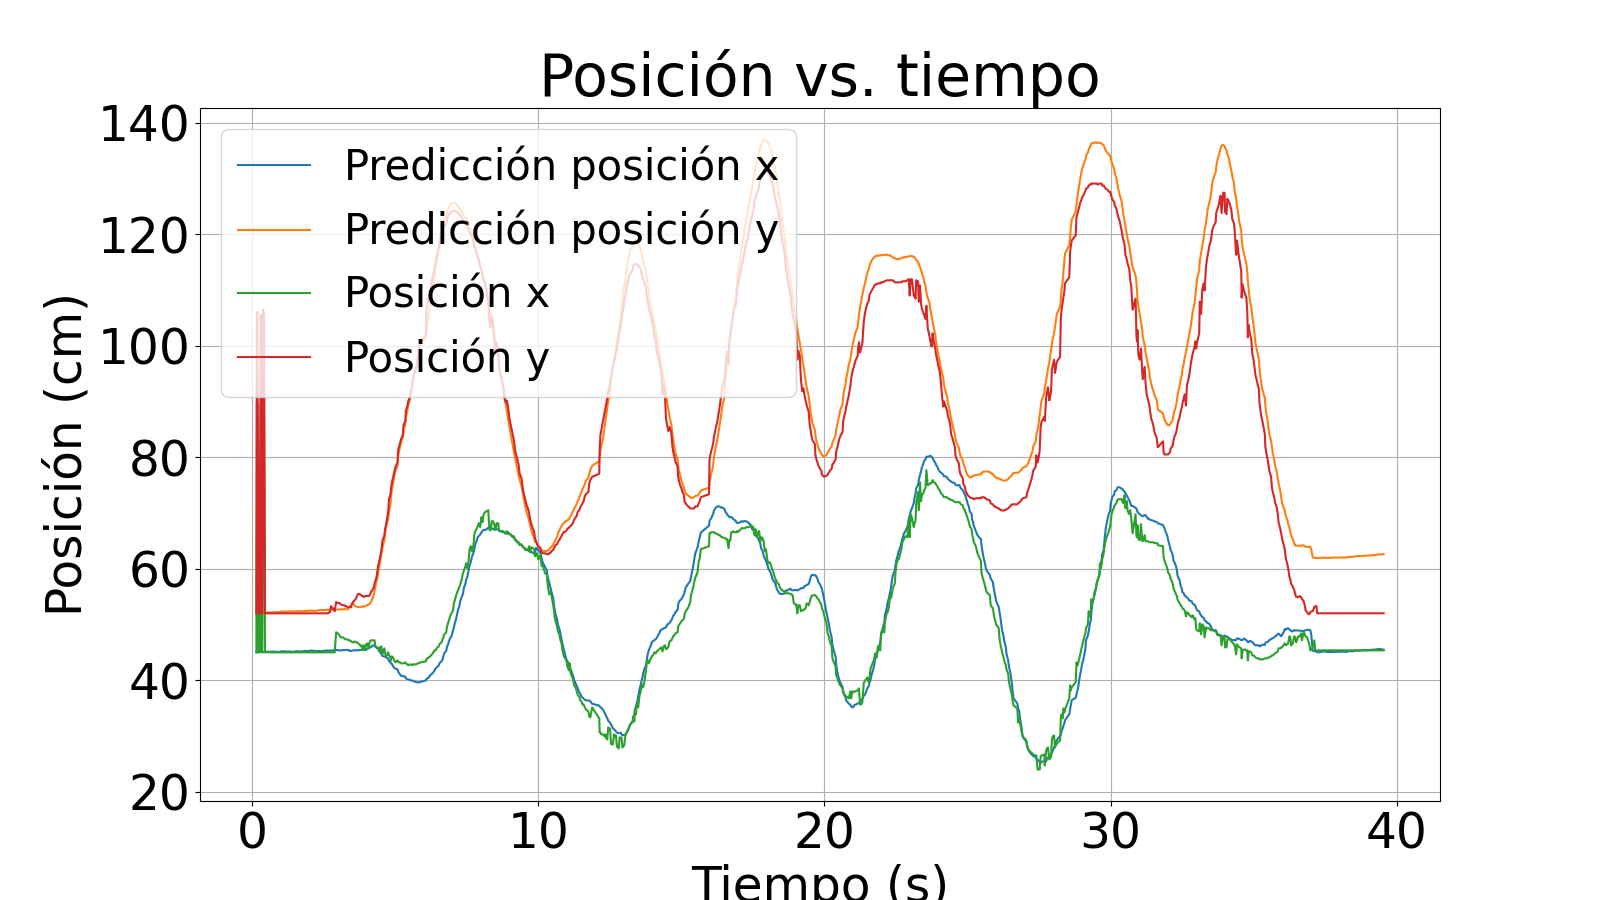 Posición vs. tiempo
Posición (cm)
140
120
100
80
60
40
20
Predicción posición x
Predicción posición y
Posición x
Posición y
0 10 20 30 40
Tiempo (s)